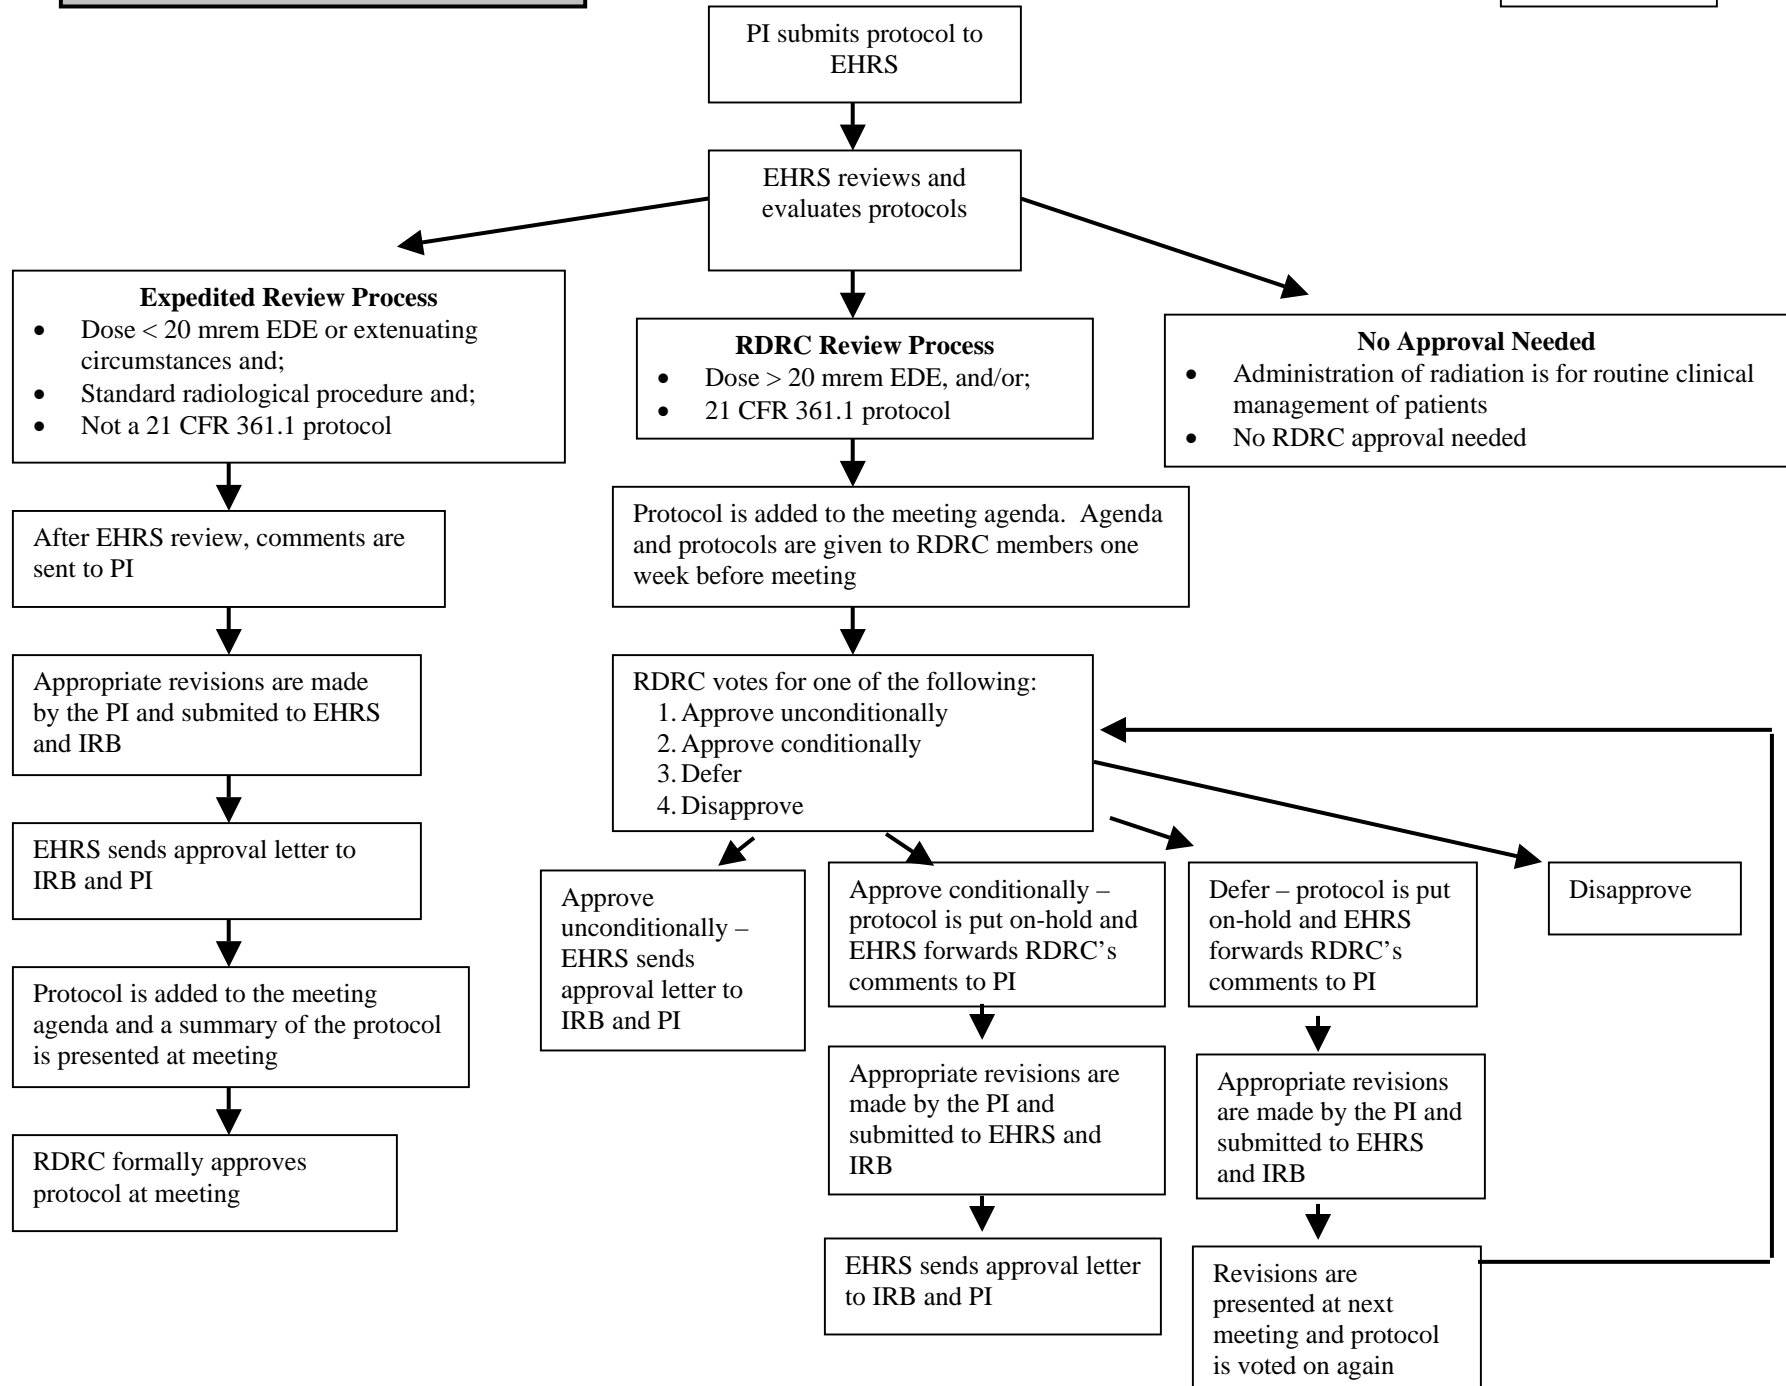 PI submits protocol to
EHRS
EHRS reviews and
evaluates protocols
Expedited Review Process
• Dose < 20 mrem EDE or extenuating
circumstances and;
• Standard radiological procedure and;
• Not a 21 CFR 361.1 protocol
RDRC Review Process
• Dose > 20 mrem EDE, and/or;
• 21 CFR 361.1 protocol
No Approval Needed
• Administration of radiation is for routine clinical
management of patients
• No RDRC approval needed
After EHRS review, comments are
sent to PI
Protocol is added to the meeting agenda.  Agenda
and protocols are given to RDRC members one
week before meeting
Appropriate revisions are made
by the PI and submited to EHRS
and IRB
RDRC votes for one of the following:
1. Approve unconditionally
2. Approve conditionally
3. Defer
4. Disapprove
EHRS sends approval letter to
IRB and PI
Approve
unconditionally –
EHRS sends
approval letter to
IRB and PI
Approve conditionally –
protocol is put on-hold and
EHRS forwards RDRC’s
comments to PI
Defer – protocol is put
on-hold and EHRS
forwards RDRC’s
comments to PI
Disapprove
Protocol is added to the meeting
agenda and a summary of the protocol
is presented at meeting
Appropriate revisions are
made by the PI and
submitted to EHRS and
IRB
Appropriate revisions
are made by the PI and
submitted to EHRS
and IRB
RDRC formally approves
protocol at meeting
EHRS sends approval letter
to IRB and PI
Revisions are
presented at next
meeting and protocol
is voted on again